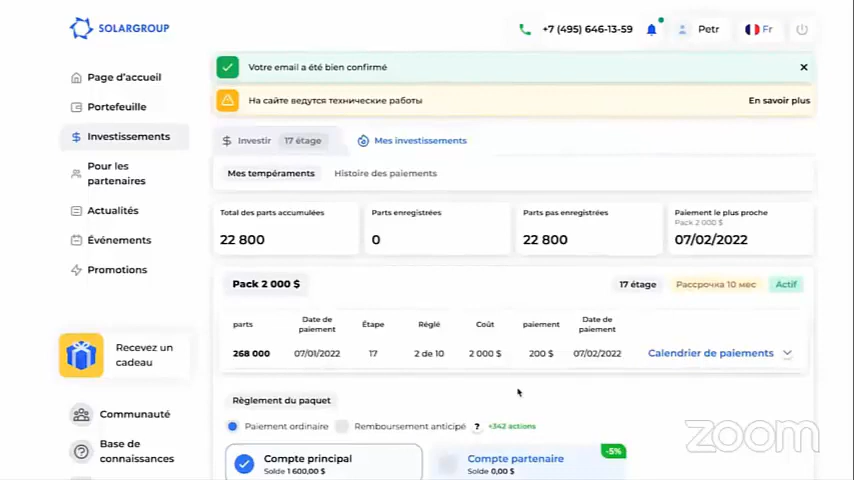 SOLARGROUP
+7 (495) 646-13-59
Petr
Fr
Page d'accueil
Portefeuille
Investissements
Pour les
partenaires
Actualités
Événements
Promotions
Recevez un
cadeau
Communauté
Base de
connaissances
Votre email a été bien confirmé
На сайте ведутся технические работы
En savoir plus
Investir 17 étage
Mes investissements
Mes tempéraments
Histoire des paiements
Total des parts accumulées
22 800
Parts enregistrées
0
Parts pas enregistrées
22 800
Paiement le plus proche
Pack 2 000 $
07/02/2022
Pack 2 000 $
17 étage
Рассрочка 10 мес
Actif
parts
Date de
paiement
Étape
Réglé
Coût
paiement
Date de
paiement
268 000 07/01/2022 17 2 de 10 2 000 $ 200 $ 07/02/2022 Calendrier de paiements
Règlement du paquet
Paiement ordinaire
Remboursement anticipé ? +342 actions
Compte principal
Solde 1 600,00 $
Compte partenaire
Solde 0,00 $
-5%
zoom